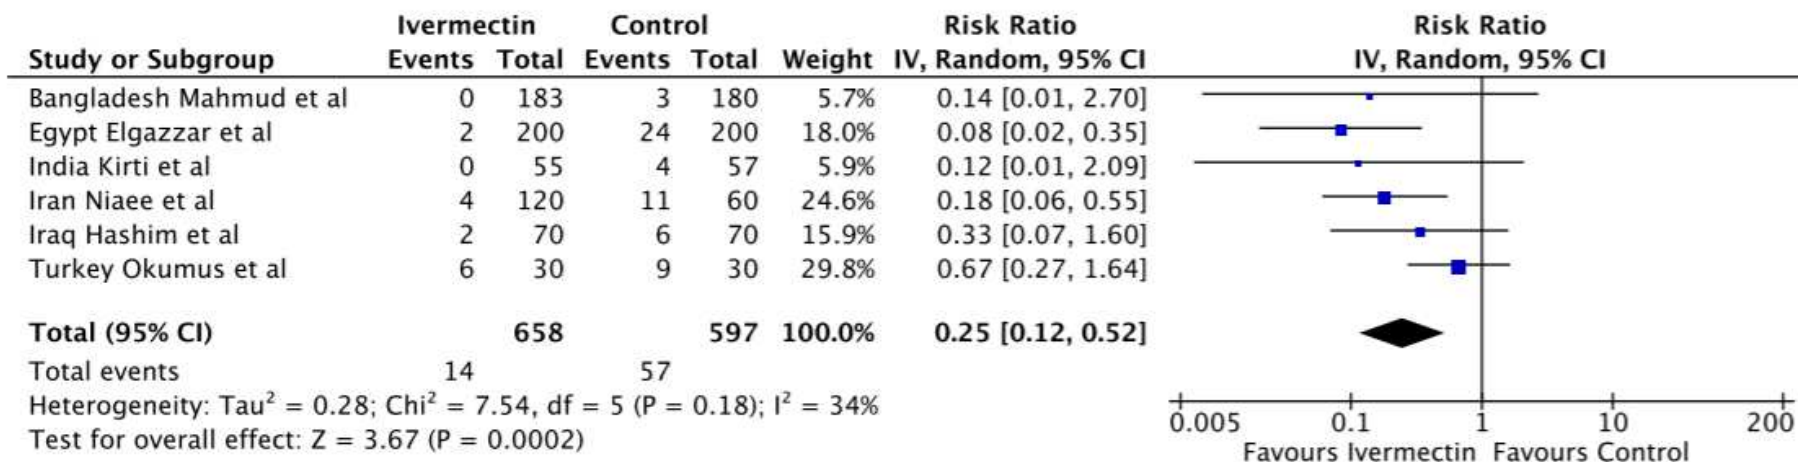 Ivermectin Control Risk Ratio Risk Ratio
Study or Subgroup Events Total Events Total Weight IV, Random, 95% CI IV, Random, 95% CI
Bangladesh Mahmud et al 0 183 3 180 5.7% 0.14 [0.01, 2.70]
Egypt Elgazzar et al 2 200 24 200 18.0% 0.08 [0.02, 0.35]
India Kirti et al 0 55 4 57 5.9% 0.12 [0.01, 2.09]
Iran Niaee et al 4 120 11 60 24.6% 0.18 [0.06, 0.55]
Iraq Hashim et al 2 70 6 70 15.9% 0.33 [0.07, 1.60]
Turkey Okumus et al 6 30 9 30 29.8% 0.67 [0.27, 1.64]
Total (95% CI) 658 597 100.0% 0.25 [0.12, 0.52]
Total events 14 57
Heterogeneity: Tau² = 0.28; Chi² = 7.54, df = 5 (P = 0.18); I² = 34%
Test for overall effect: Z = 3.67 (P = 0.0002)
0.005 0.1 1 10 200
Favours Ivermectin Favours Control